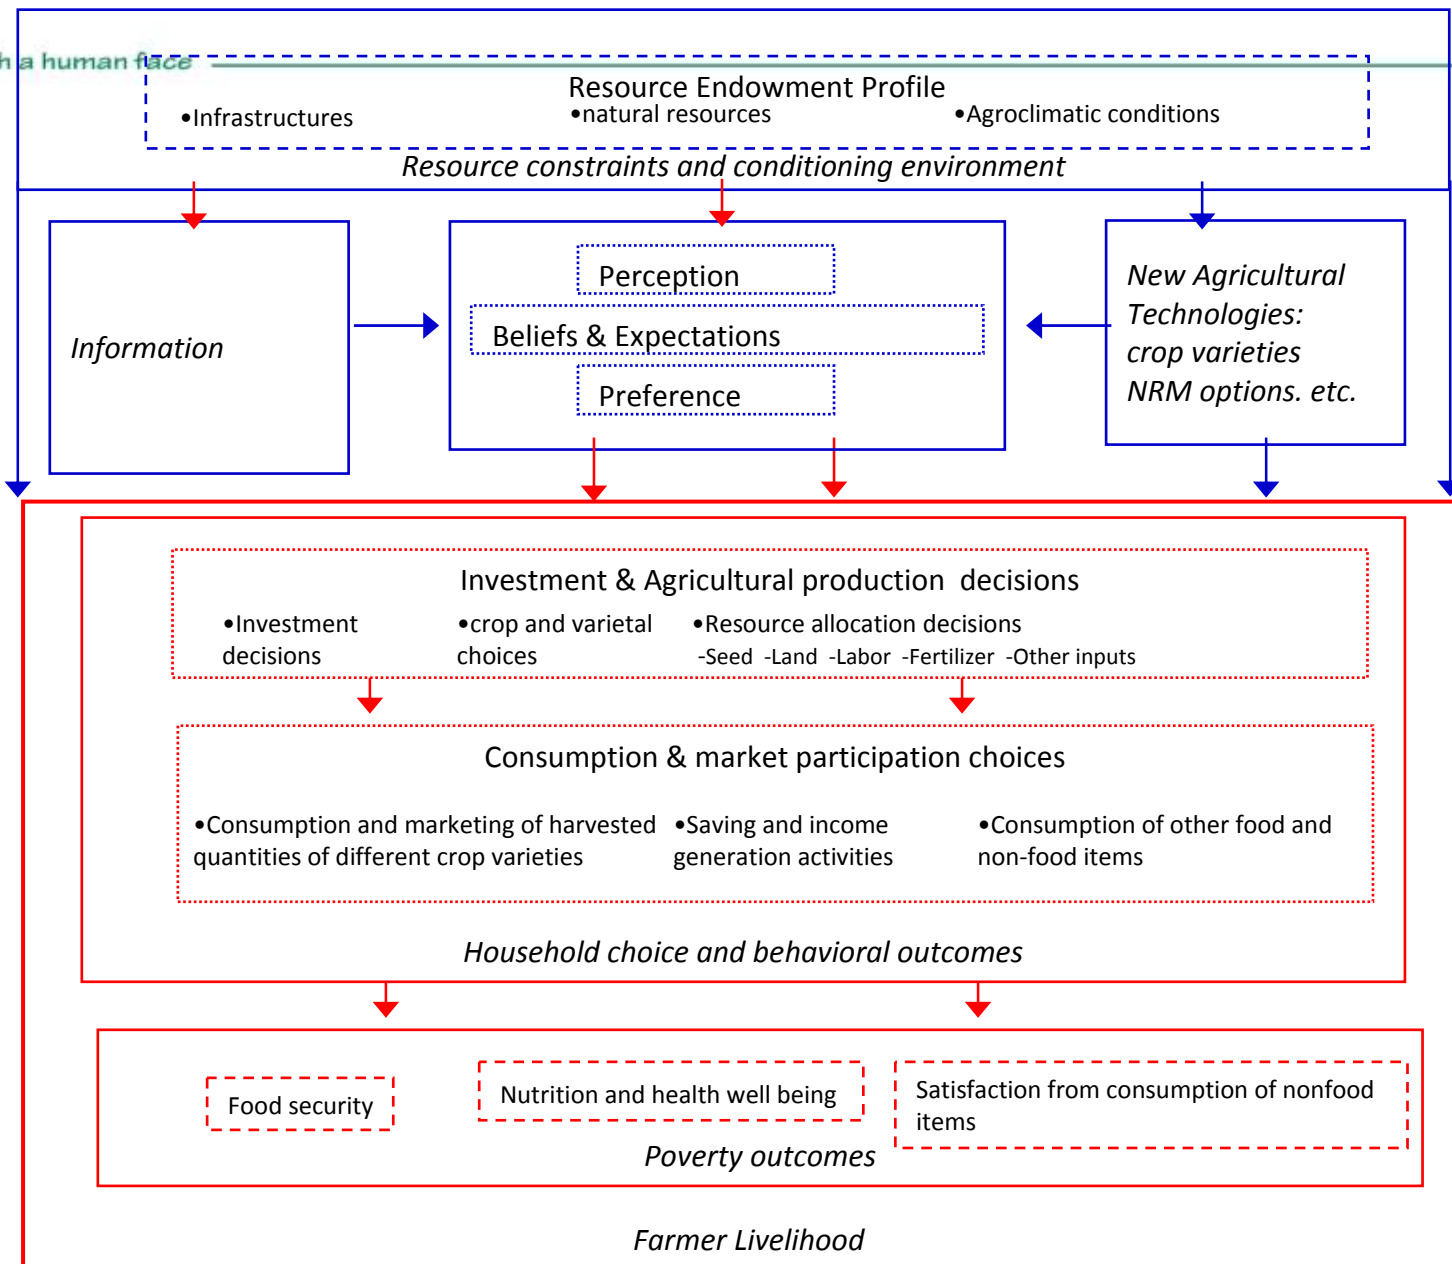 h a human face
Resource Endowment Profile
•Infrastructures
•natural resources
•Agroclimatic conditions
Resource constraints and conditioning environment
Information
Perception
Beliefs & Expectations
Preference
New Agricultural
Technologies:
crop varieties
NRM options. etc.
Investment & Agricultural production decisions
•Investment
decisions
•crop and varietal
choices
•Resource allocation decisions
-Seed -Land -Labor -Fertilizer -Other inputs
Consumption & market participation choices
•Consumption and marketing of harvested
quantities of different crop varieties
•Saving and income
generation activities
•Consumption of other food and
non-food items
Household choice and behavioral outcomes
Food security
Nutrition and health well being
Satisfaction from consumption of nonfood
items
Poverty outcomes
Farmer Livelihood